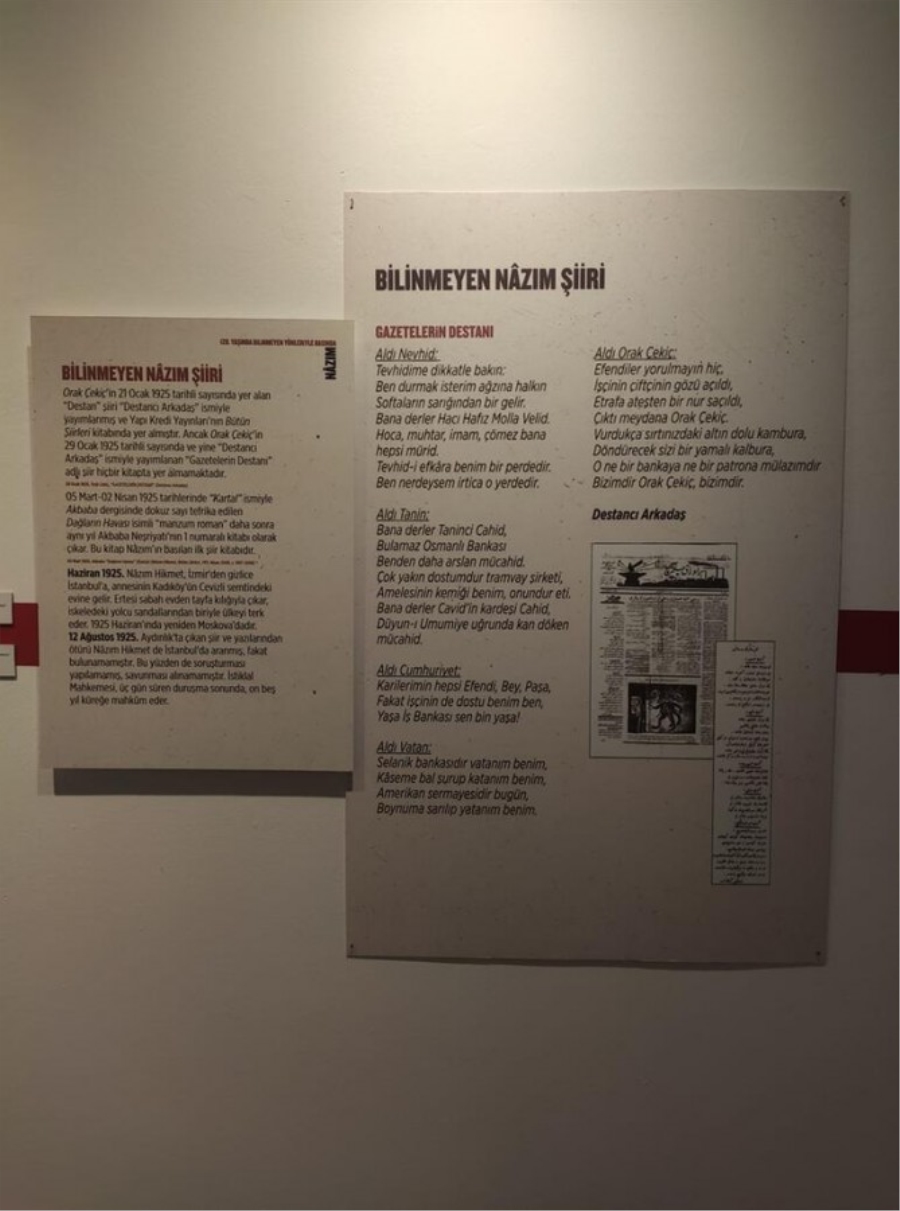 120. YAŞINDA BİLİNMEYEN YÖNLERİYLE BASINDA
NÂZIM
BİLİNMEYEN NÂZIM ŞİİRİ
Orak Çekiç'in 21 Ocak 1925 tarihli sayısında yer alan
"Destan" şiiri "Destancı Arkadaş" ismiyle
yayımlanmış ve Yapı Kredi Yayınları'nın Bütün
Şiirleri kitabında yer almıştır. Ancak Orak Çekiç'in
29 Ocak 1925 tarihli sayısında ve yine "Destancı
Arkadaş" ismiyle yayımlanan "Gazetelerin Destanı"
adlı şiir hiçbir kitapta yer almamaktadır.
05 Mart-02 Nisan 1925 tarihlerinde "Kartal" ismiyle
Akbaba dergisinde dokuz sayı tefrika edilen
Dağların Havası isimli "manzum roman" daha sonra
aynı yıl Akbaba Neşriyatı'nın 1 numaralı kitabı olarak
çıkar. Bu kitap Nâzım'ın basılan ilk şiir kitabıdır.
Haziran 1925. Nâzım Hikmet, İzmir'den gizlice
İstanbul'a, annesinin Kadıköy'ün Cevizli semtindeki
evine gelir. Ertesi sabah evden tayfa kılığıyla çıkar,
iskeledeki yolcu sandallarından biriyle ülkeyi terk
eder. 1925 Haziran'ında yeniden Moskova'dadır.
12 Ağustos 1925. Aydınlık'ta çıkan şiir ve yazılarından
ötürü Nâzım Hikmet de İstanbul'da aranmış, fakat
bulunamamıştır. Bu yüzden de soruşturması
yapılamamış, savunması alınamamıştır. İstiklal
Mahkemesi, üç gün süren duruşma sonunda, on beş
yıl küreğe mahkûm eder.
BİLİNMEYEN NÂZIM ŞİİRİ
GAZETELERİN DESTANI
Aldı Nevhid:
Tevhidime dikkatle bakın:
Ben durmak isterim ağzına halkın
Softaların sarığından bir gelir.
Bana derler Hacı Hafız Molla Velid.
Hoca, muhtar, imam, çömez bana
hepsi mürid.
Tevhid-i efkâra benim bir perdedir.
Ben nerdeysem irtica o yerdedir.
Aldı Tanin:
Bana derler Taninci Cahid,
Bulamaz Osmanlı Bankası
Benden daha arslan mücahid.
Çok yakın dostumdur tramvay şirketi,
Amelesinin kemiği benim, onundur eti.
Bana derler Cavid'in kardeşi Cahid,
Düyun-ı Umumiye uğrunda kan döken
mücahid.
Aldı Cumhuriyet:
Karilerimin hepsi Efendi, Bey, Paşa,
Fakat işçinin de dostu benim ben,
Yaşa İş Bankası sen bin yaşa!
Aldı Vatan:
Selanik bankasıdır vatanım benim,
Kâseme bal şurup katanım benim,
Amerikan sermayesidir bugün,
Boynuma sarılıp yatanım benim.
Aldı Orak Çekiç:
Efendiler yorulmayın hiç,
İşçinin çiftçinin gözü açıldı,
Etrafa ateşten bir nur saçıldı,
Çıktı meydana Orak Çekiç.
Vurdukça sırtınızdaki altın dolu kambura,
Döndürecek sizi bir yamalı kalbura,
O ne bir bankaya ne bir patrona mülazımdır
Bizimdir Orak Çekiç, bizimdir.
Destancı Arkadaş